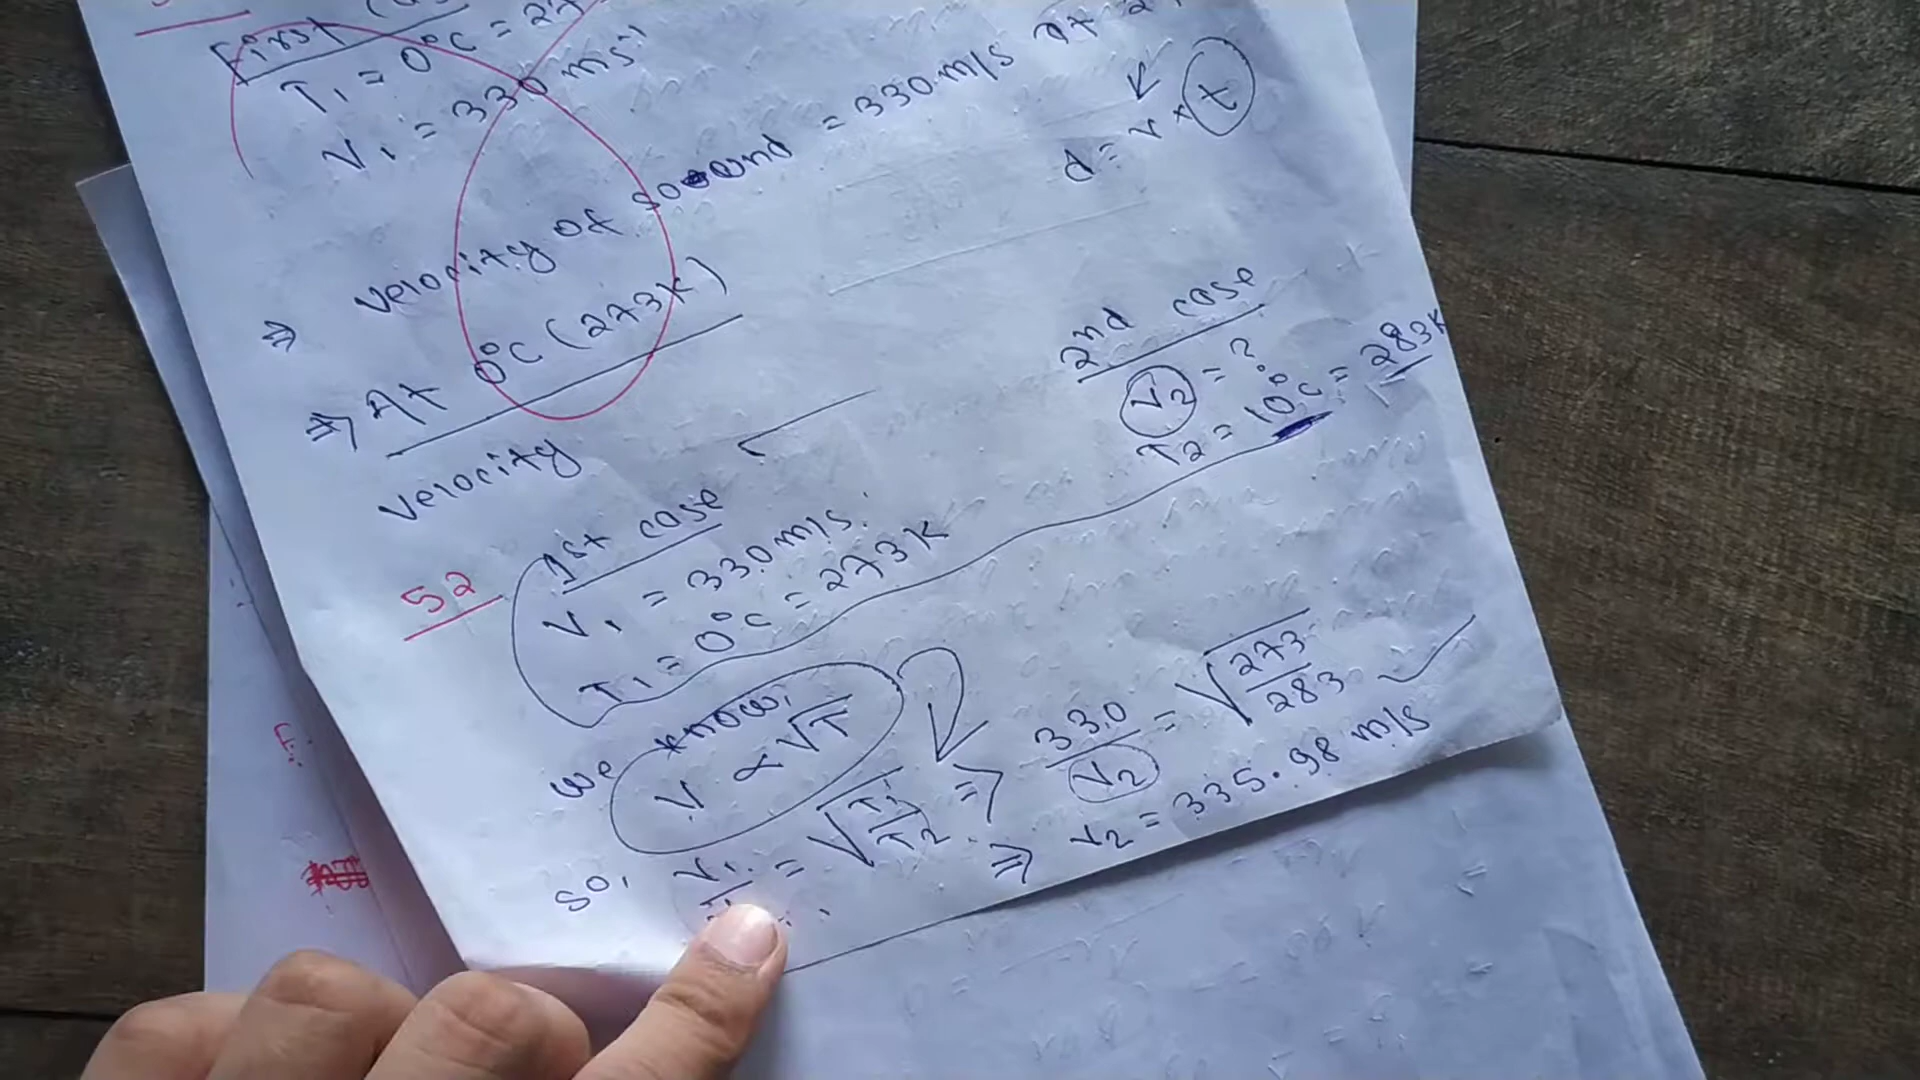 First
T₁ = 0°C = 27
V₁ = 330 ms⁻¹
⇒ velocity of sound = 330 m/s
d = v × t
⇒ At 0°C (273K)
velocity
2nd case
V₂ = ?
T₂ = 10°C = 283K
52
1st case
V₁ = 330 m/s.
T₁ = 0°C = 273K
we know,
V ∝ √T
so, V₁ = √T₁/T₂ ⇒ 330/V₂ = √273/283
⇒ V₂ = 335.98 m/s